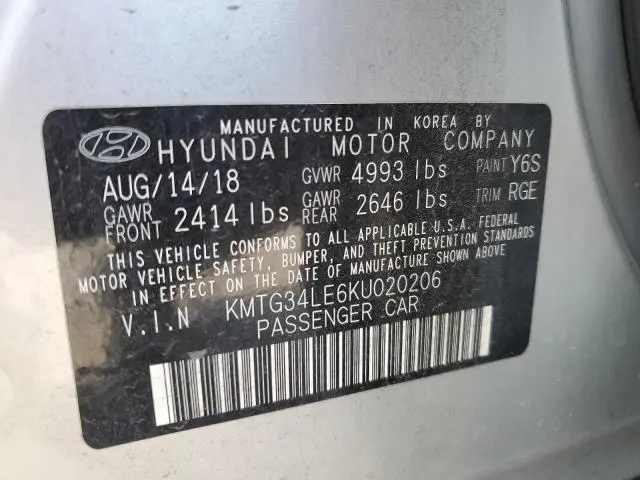 MANUFACTURED IN KOREA BY
HYUNDAI MOTOR COMPANY
AUG/14/18 GVWR 4993 lbs PAINT Y6S
GAWR FRONT 2414 lbs GAWR REAR 2646 lbs TRIM RGE
THIS VEHICLE CONFORMS TO ALL APPLICABLE U.S.A. FEDERAL
MOTOR VEHICLE SAFETY, BUMPER, AND THEFT PREVENTION STANDARDS
IN EFFECT ON THE DATE OF MANUFACTURE SHOWN ABOVE.
V.I.N KMTG34LE6KU020206
PASSENGER CAR